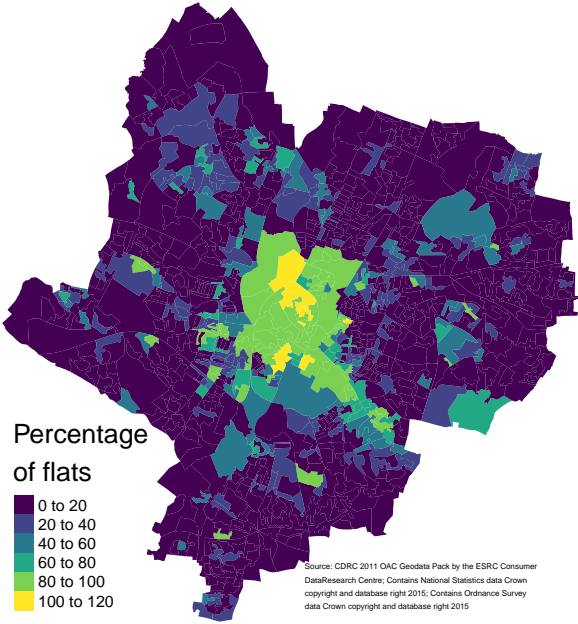 Percentage
of flats
0 to 20
20 to 40
40 to 60
60 to 80
80 to 100
100 to 120
Source: CDRC 2011 OAC Geodata Pack by the ESRC Consumer
DataResearch Centre; Contains National Statistics data Crown
copyright and database right 2015; Contains Ordnance Survey
data Crown copyright and database right 2015